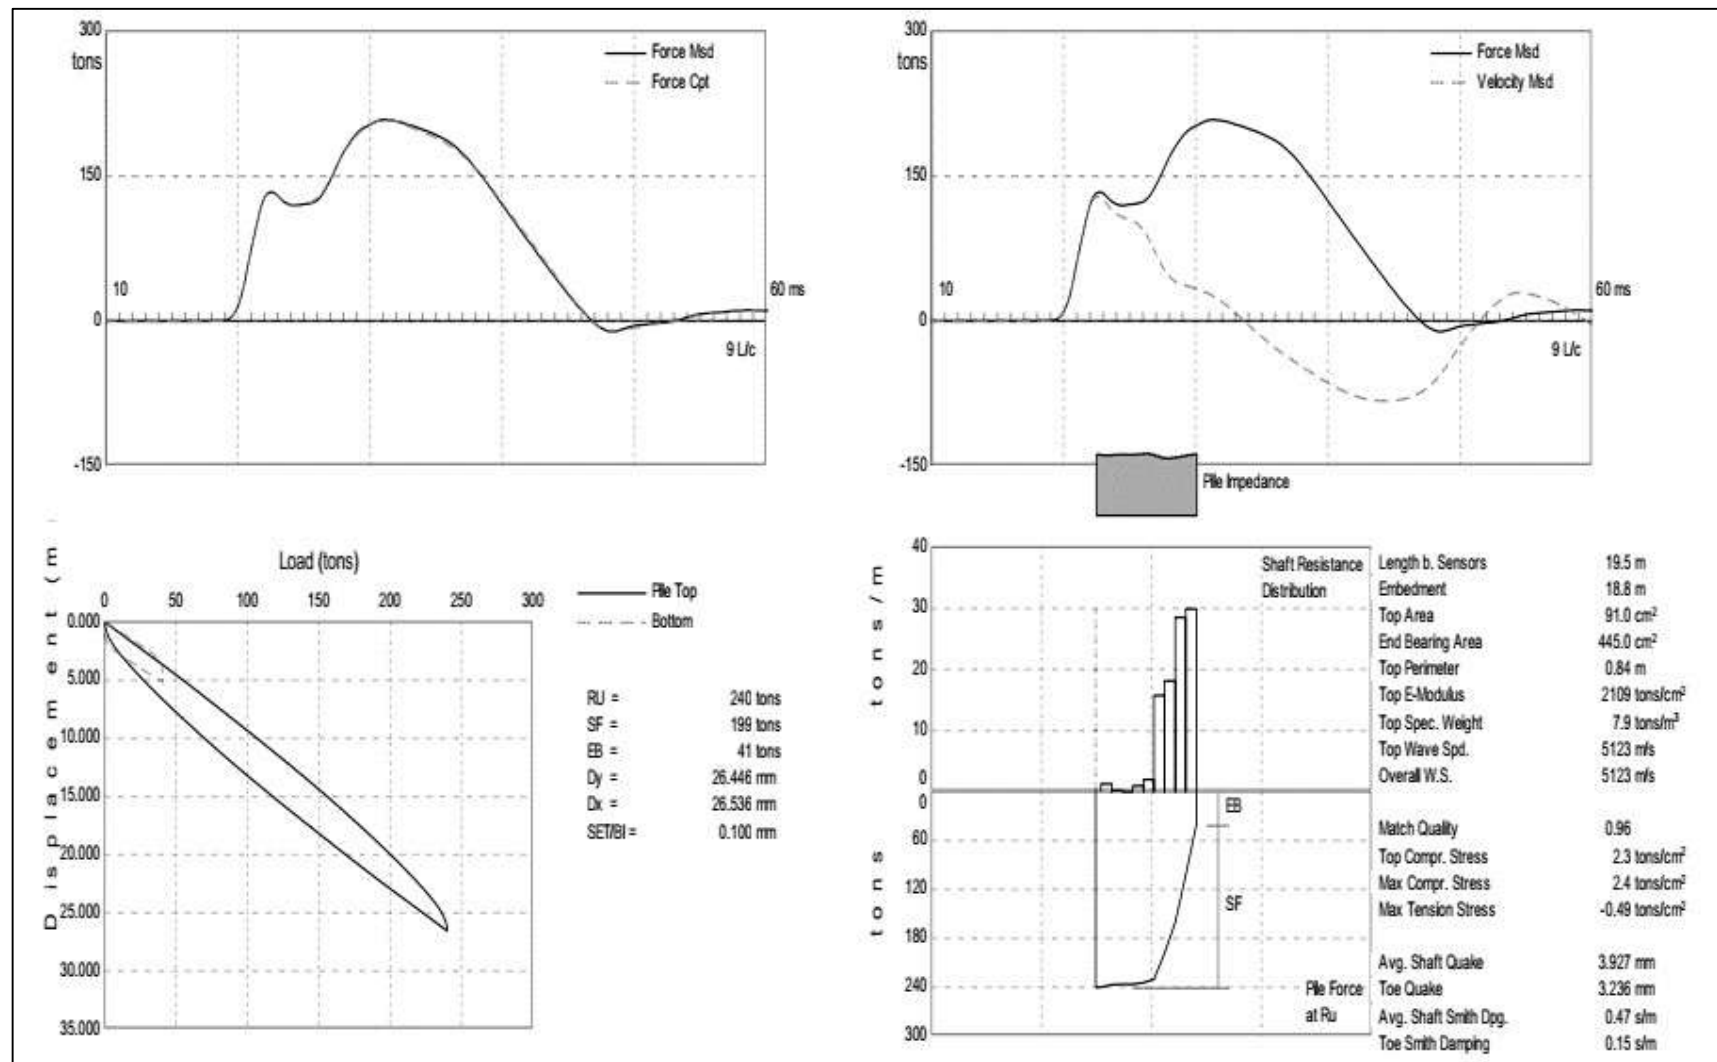 300
tons
150
0
-150
10
60 ms
9 L/c
Force Msd
Force Cpt
300
tons
150
0
-150
10
60 ms
9 L/c
Force Msd
Velocity Msd
Pile Impedance
Displacement (m
Load (tons)
0 50 100 150 200 250 300
0.000
5.000
10.000
15.000
20.000
25.000
30.000
35.000
Pile Top
Bottom
RU = 240 tons
SF = 199 tons
EB = 41 tons
Dy = 26.446 mm
Dx = 26.536 mm
SET/Bl = 0.100 mm
tons/m
40
30
20
10
0
Shaft Resistance
Distribution
tons
0
60
120
180
240
300
EB
SF
Pile Force
at Ru
Length b. Sensors 19.5 m
Embedment 18.8 m
Top Area 91.0 cm²
End Bearing Area 445.0 cm²
Top Perimeter 0.84 m
Top E-Modulus 2109 tons/cm²
Top Spec. Weight 7.9 tons/m³
Top Wave Spd. 5123 m/s
Overall W.S. 5123 m/s
Match Quality 0.96
Top Compr. Stress 2.3 tons/cm²
Max Compr. Stress 2.4 tons/cm²
Max Tension Stress -0.49 tons/cm²
Avg. Shaft Quake 3.927 mm
Toe Quake 3.236 mm
Avg. Shaft Smith Dpg. 0.47 s/m
Toe Smith Damping 0.15 s/m